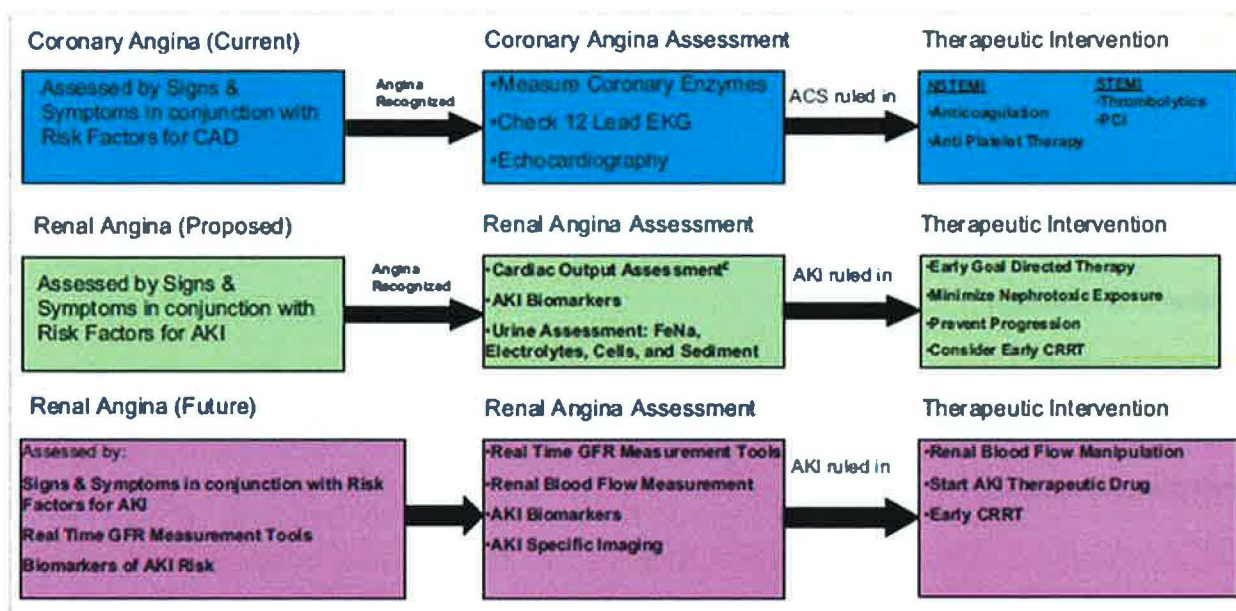 Coronary Angina (Current)
Coronary Angina Assessment
Therapeutic Intervention
Assessed by Signs &
Symptoms in conjunction with
Risk Factors for CAD
Angina
Recognized
•Measure Coronary Enzymes
•Check 12 Lead EKG
•Echocardiography
ACS ruled in
NSTEMI
•Anticoagulation
•Anti Platelet Therapy
STEMI
•Thrombolytics
•PCI
Renal Angina (Proposed)
Renal Angina Assessment
Therapeutic Intervention
Assessed by Signs &
Symptoms in conjunction with
Risk Factors for AKI
Angina
Recognized
•Cardiac Output Assessment£
•AKI Biomarkers
•Urine Assessment: FeNa,
Electrolytes, Cells, and Sediment
AKI ruled in
•Early Goal Directed Therapy
•Minimize Nephrotoxic Exposure
•Prevent Progression
•Consider Early CRRT
Renal Angina (Future)
Renal Angina Assessment
Therapeutic Intervention
Assessed by:
Signs & Symptoms in conjunction with Risk
Factors for AKI
Real Time GFR Measurement Tools
Biomarkers of AKI Risk
•Real Time GFR Measurement Tools
•Renal Blood Flow Measurement
•AKI Biomarkers
•AKI Specific Imaging
AKI ruled in
•Renal Blood Flow Manipulation
•Start AKI Therapeutic Drug
•Early CRRT